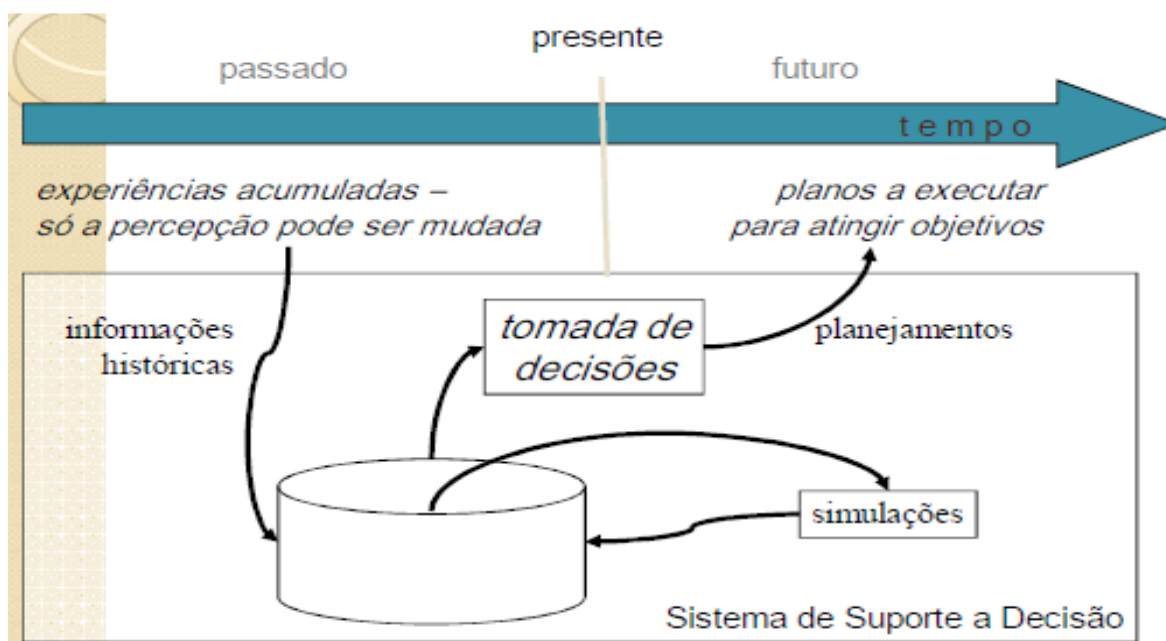 presente
passado
futuro
tempo
experiências acumuladas –
só a percepção pode ser mudada
planos a executar
para atingir objetivos
informações
históricas
tomada de
decisões
planejamentos
simulações
Sistema de Suporte a Decisão